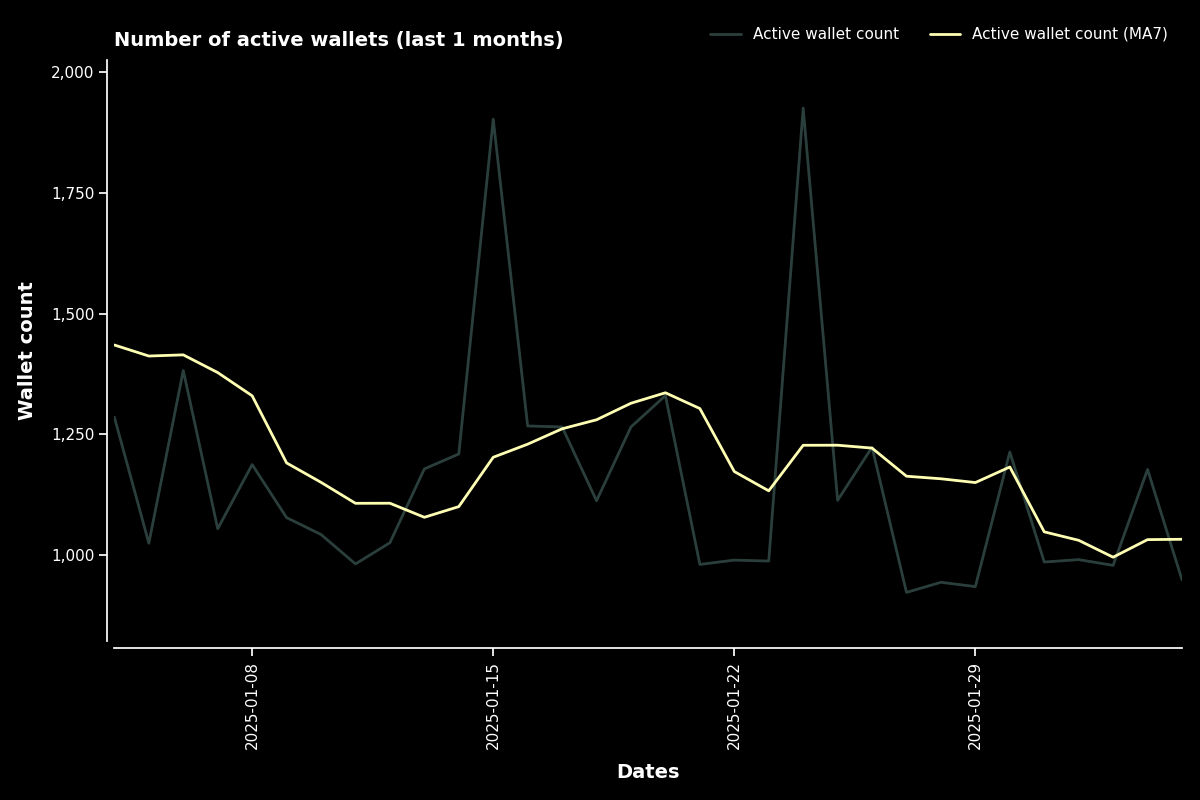 Number of active wallets (last 1 months)
Active wallet count
Active wallet count (MA7)
Wallet count
2,000
1,750
1,500
1,250
1,000
2025-01-08
2025-01-15
2025-01-22
2025-01-29
Dates